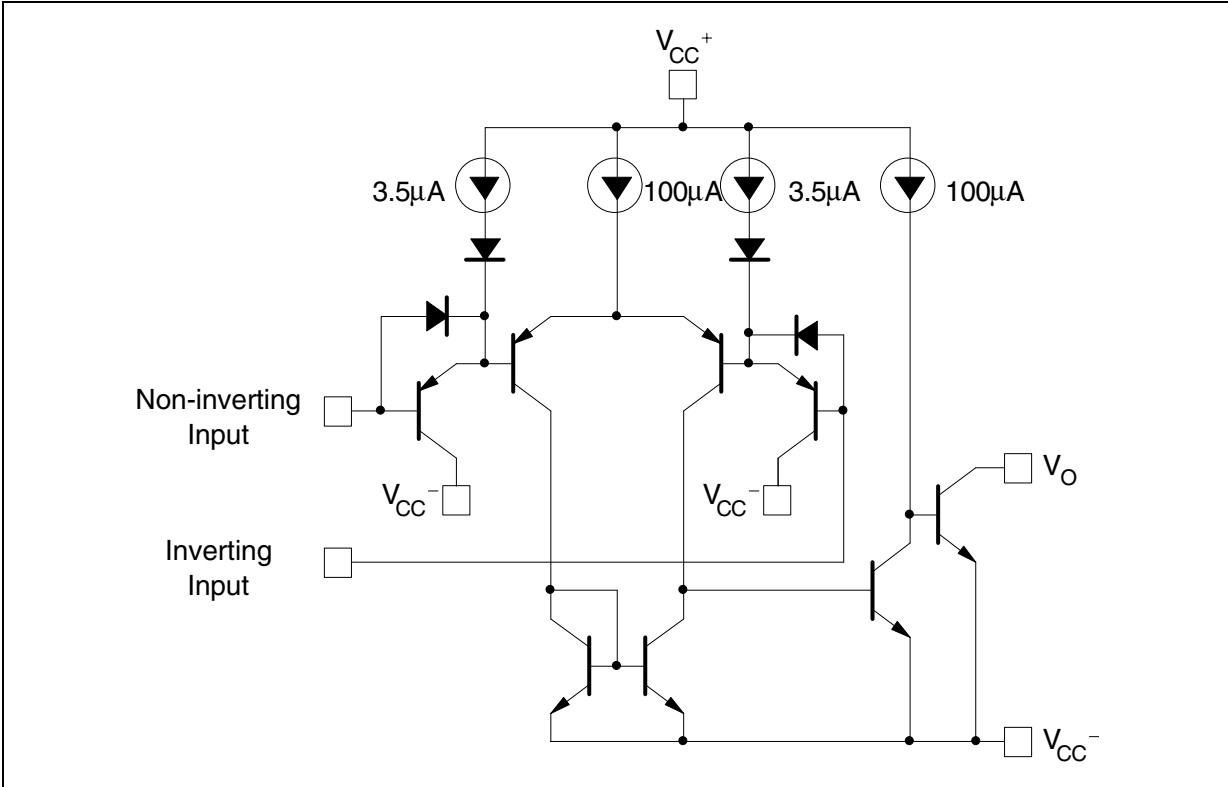 VCC+
3.5μA
100μA
3.5μA
100μA
Non-inverting
Input
VCC−
VCC−
VO
Inverting
Input
VCC−